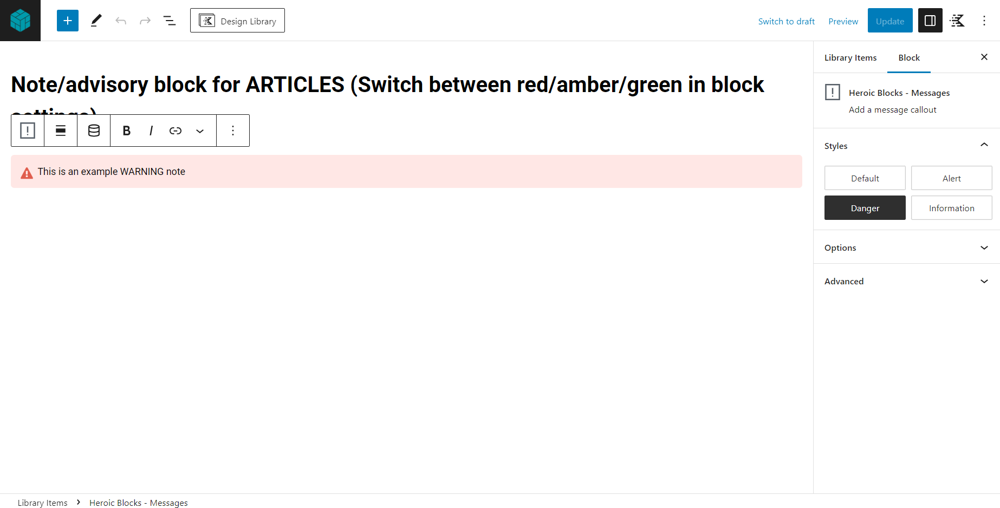 Design Library
Switch to draft
Preview
Update
Note/advisory block for ARTICLES (Switch between red/amber/green in block
settings)
B I
This is an example WARNING note
Library Items
Block
Heroic Blocks - Messages
Add a message callout
Styles
Default
Alert
Danger
Information
Options
Advanced
Library Items
Heroic Blocks - Messages